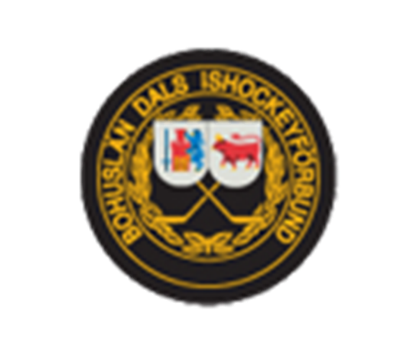 BOHUSLÄN DALS ISHOCKEYFÖRBUND